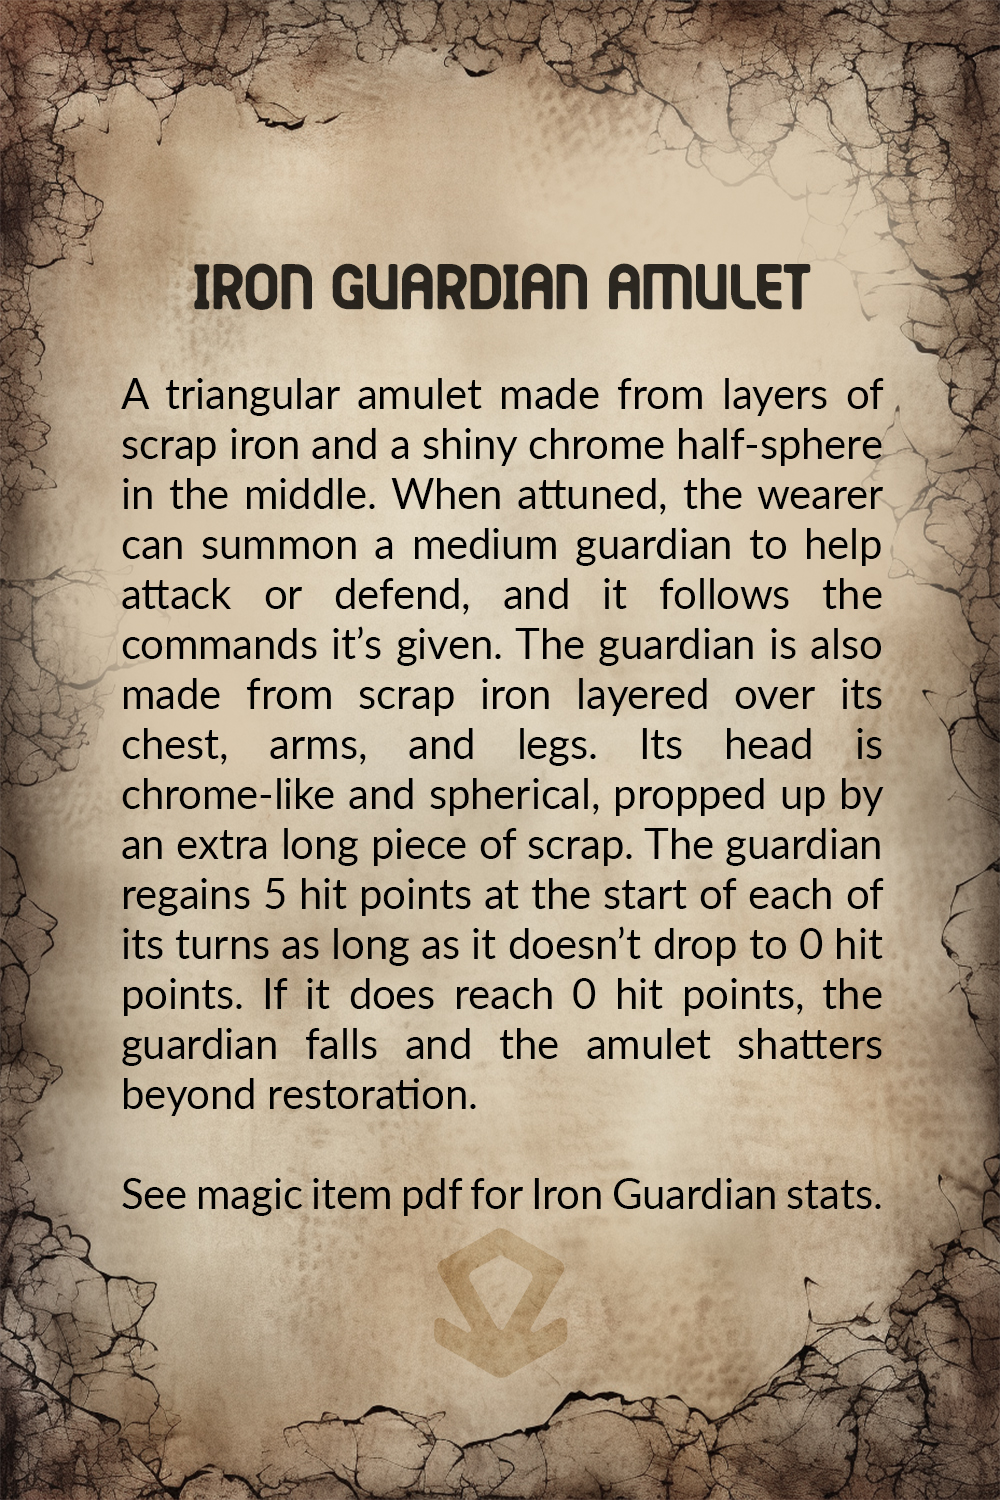 IRON GUARDIAN AMULET
A triangular amulet made from layers of
scrap iron and a shiny chrome half-sphere
in the middle. When attuned, the wearer
can summon a medium guardian to help
attack or defend, and it follows the
commands it’s given. The guardian is also
made from scrap iron layered over its
chest, arms, and legs. Its head is
chrome-like and spherical, propped up by
an extra long piece of scrap. The guardian
regains 5 hit points at the start of each of
its turns as long as it doesn’t drop to 0 hit
points. If it does reach 0 hit points, the
guardian falls and the amulet shatters
beyond restoration.
See magic item pdf for Iron Guardian stats.